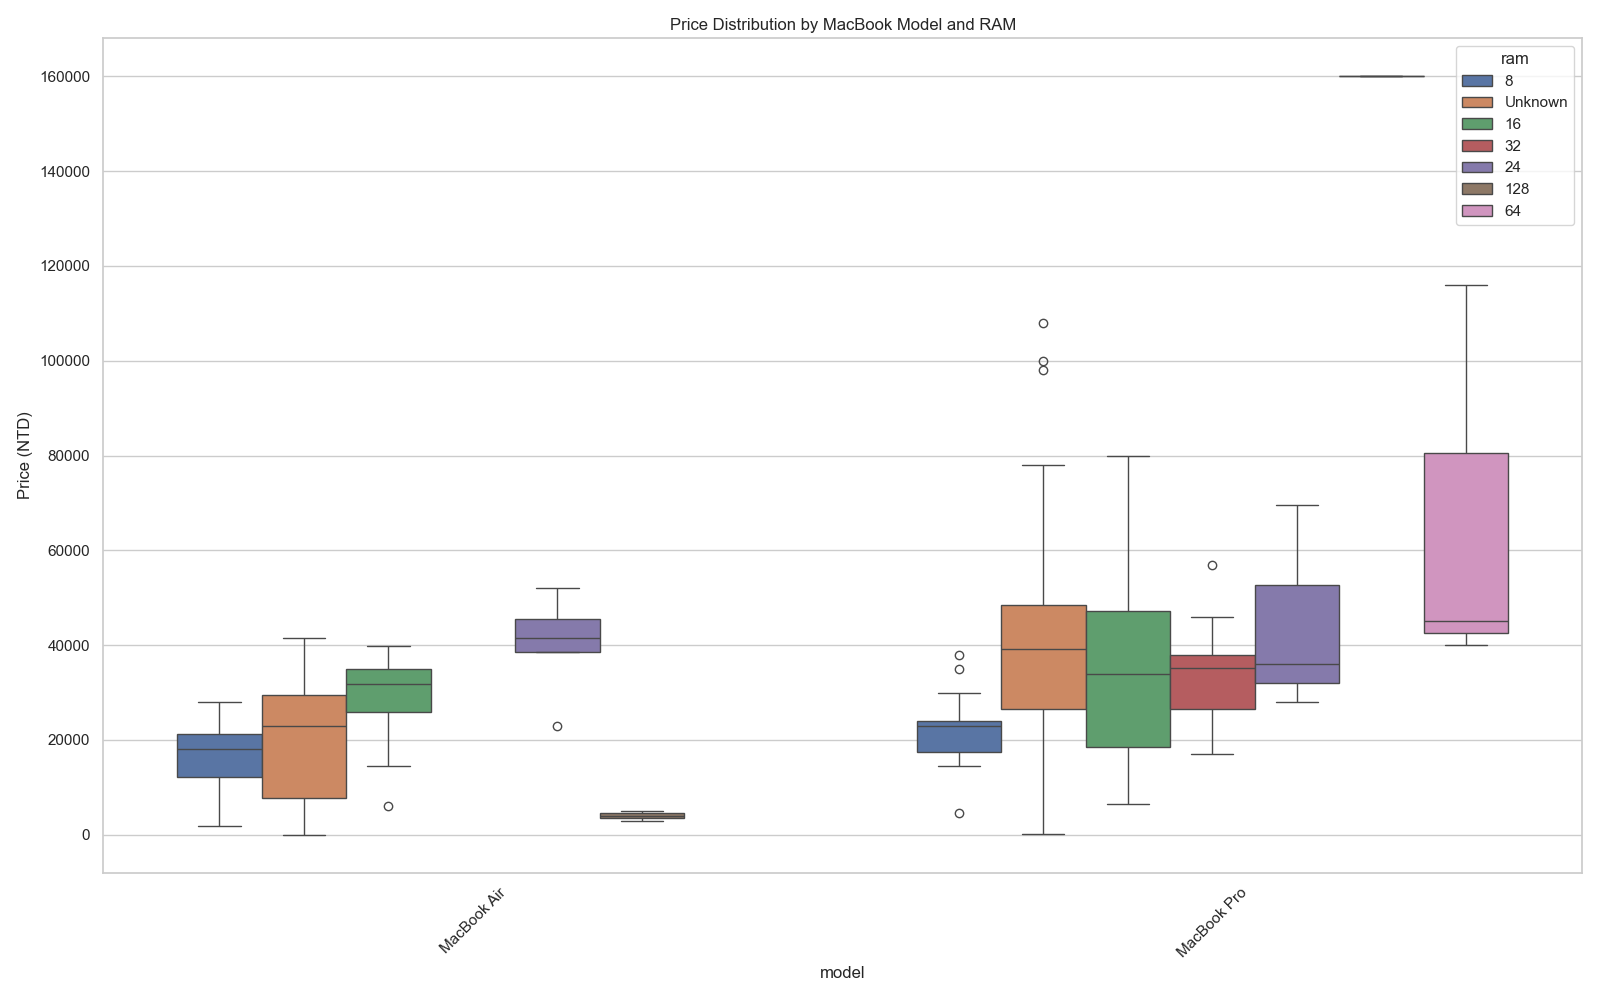 Price Distribution by MacBook Model and RAM
ram
8
Unknown
16
32
24
128
64
160000
140000
120000
100000
80000
60000
40000
20000
0
Price (NTD)
MacBook Air
MacBook Pro
model